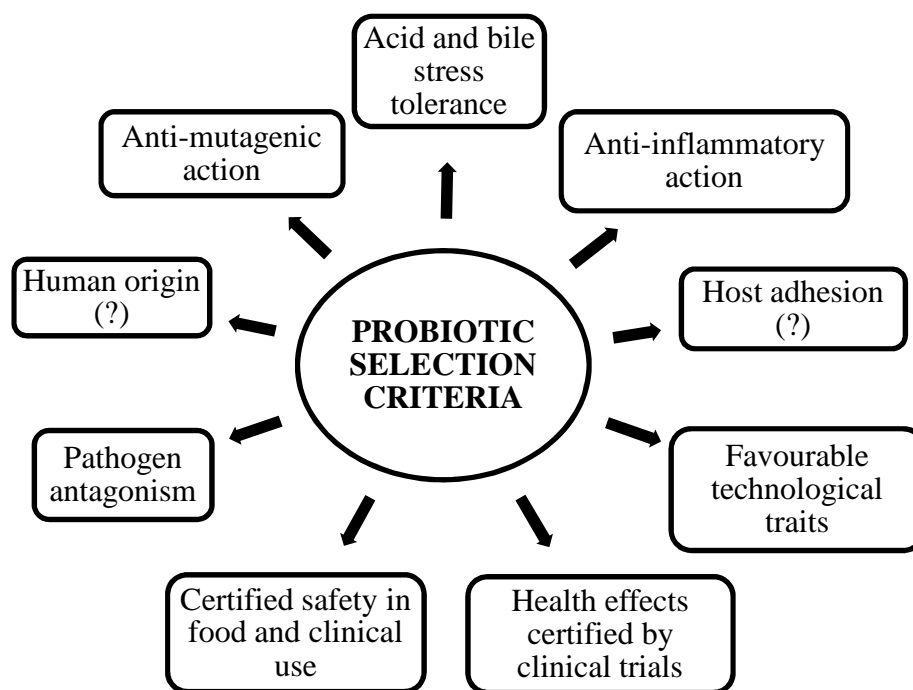 Acid and bile
stress
tolerance
Anti-mutagenic
action
Anti-inflammatory
action
Human origin
(?)
Host adhesion
(?)
PROBIOTIC
SELECTION
CRITERIA
Pathogen
antagonism
Favourable
technological
traits
Certified safety in
food and clinical
use
Health effects
certified by
clinical trials